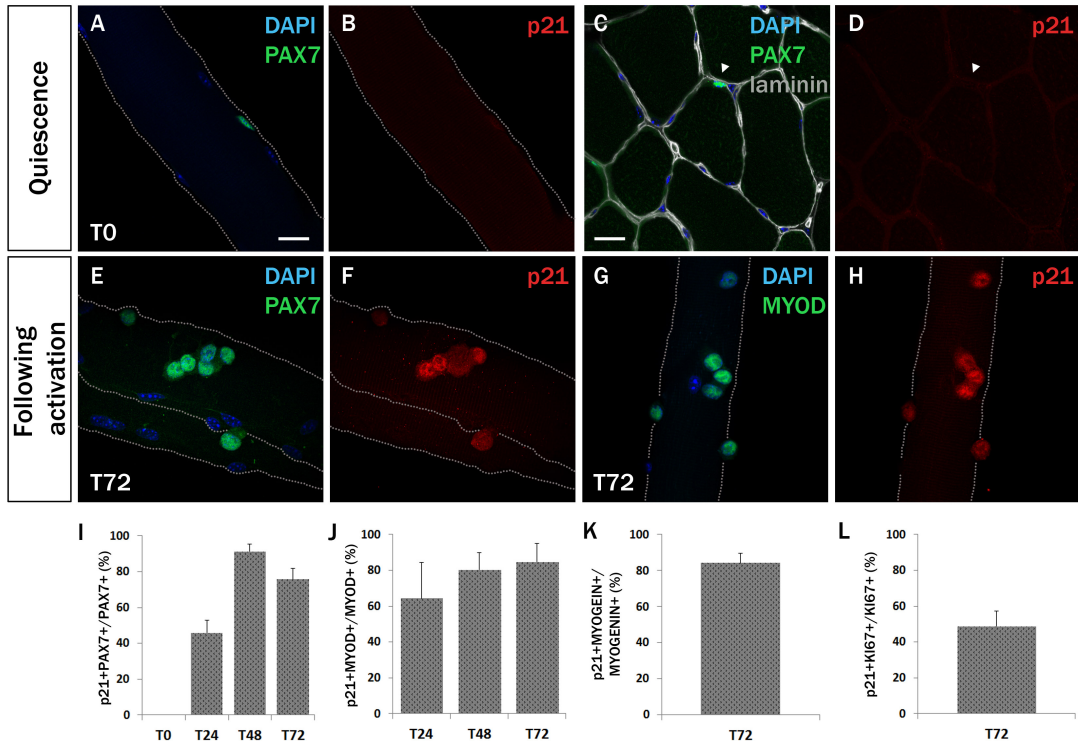 Quiescence
A
DAPI
PAX7
T0
B
p21
C
DAPI
PAX7
laminin
D
p21
Following
activation
E
DAPI
PAX7
T72
F
p21
G
DAPI
MYOD
T72
H
p21
I
p21+PAX7+/PAX7+ (%)
100
80
60
40
20
0
T0 T24 T48 T72
J
p21+MYOD+/MYOD+ (%)
100
80
60
40
20
0
T24 T48 T72
K
p21+MYOGEIN+/
MYOGENIN+ (%)
100
80
60
40
20
0
T72
L
p21+KI67+/KI67+ (%)
100
80
60
40
20
0
T72